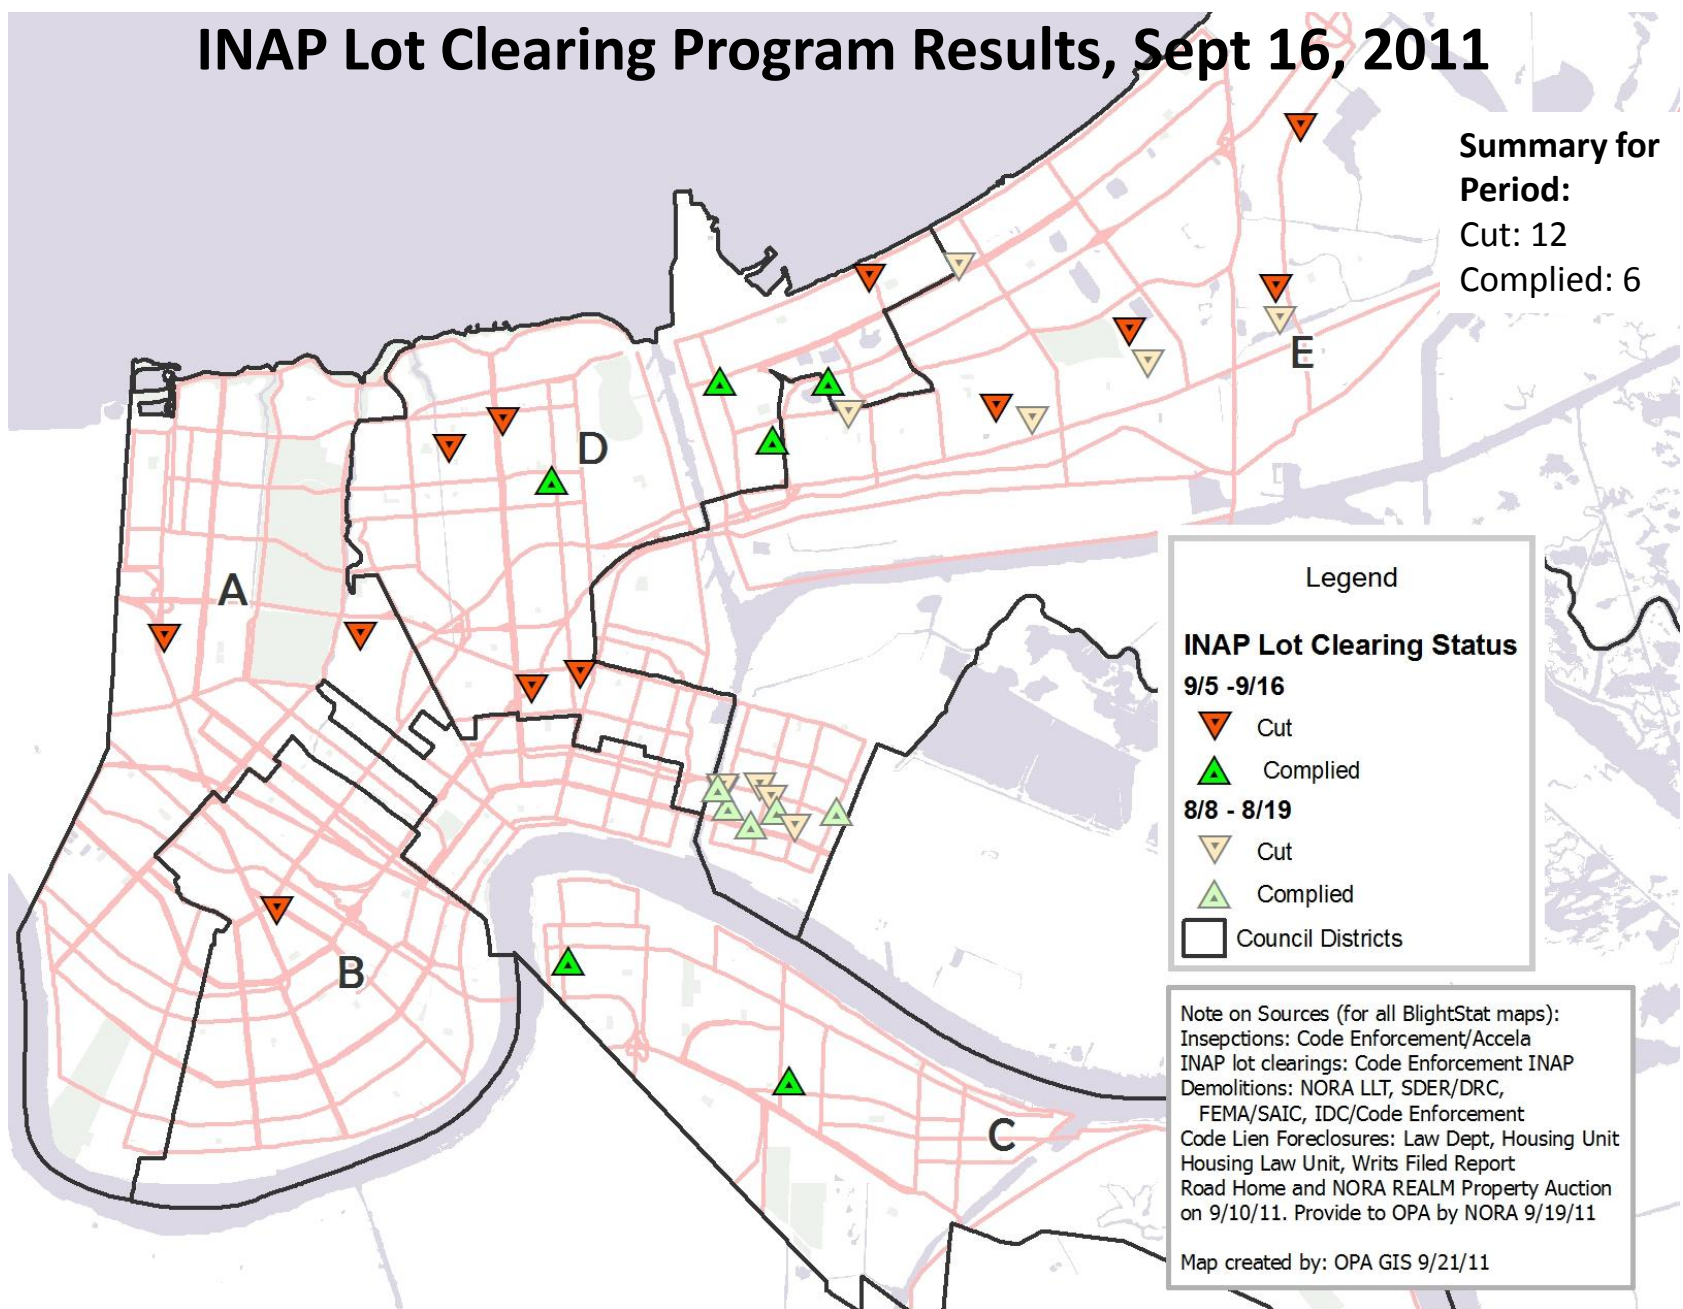 INAP Lot Clearing Program Results, Sept 16, 2011
Summary for
Period:
Cut: 12
Complied: 6
E
D
A
B
C
Legend
INAP Lot Clearing Status
9/5 -9/16
Cut
Complied
8/8 - 8/19
Cut
Complied
Council Districts
Note on Sources (for all BlightStat maps):
Insepctions: Code Enforcement/Accela
INAP lot clearings: Code Enforcement INAP
Demolitions: NORA LLT, SDER/DRC,
FEMA/SAIC, IDC/Code Enforcement
Code Lien Foreclosures: Law Dept, Housing Unit
Housing Law Unit, Writs Filed Report
Road Home and NORA REALM Property Auction
on 9/10/11. Provide to OPA by NORA 9/19/11
Map created by: OPA GIS 9/21/11